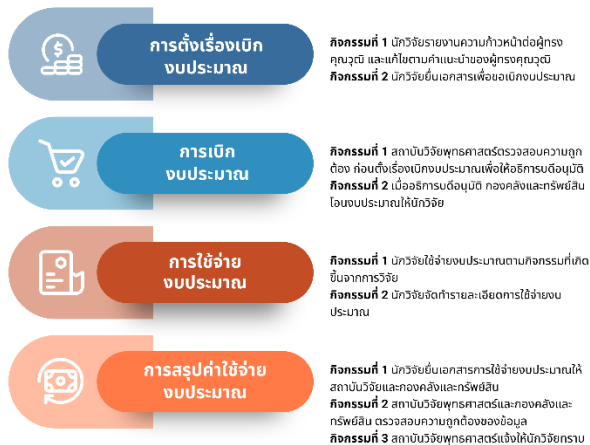 การตั้งเรื่องเบิก
งบประมาณ
กิจกรรมที่ 1 นักวิจัยรายงานความก้าวหน้าต่อผู้ทรง
คุณวุฒิ และแก้ไขตามคำแนะนำของผู้ทรงคุณวุฒิ
กิจกรรมที่ 2 นักวิจัยยื่นเอกสารเพื่อขอเบิกงบประมาณ
การเบิก
งบประมาณ
กิจกรรมที่ 1 สถาบันวิจัยพุทธศาสตร์ตรวจสอบความถูก
ต้อง ก่อนตั้งเรื่องเบิกงบประมาณเพื่อให้อธิการบดีอนุมัติ
กิจกรรมที่ 2 เมื่ออธิการบดีอนุมัติ กองคลังและทรัพย์สิน
โอนงบประมาณให้นักวิจัย
การใช้จ่าย
งบประมาณ
กิจกรรมที่ 1 นักวิจัยใช้จ่ายงบประมาณตามกิจกรรมที่เกิด
ขึ้นจากการวิจัย
กิจกรรมที่ 2 นักวิจัยจัดทำรายละเอียดการใช้จ่ายงบ
ประมาณ
การสรุปค่าใช้จ่าย
งบประมาณ
กิจกรรมที่ 1 นักวิจัยยื่นเอกสารการใช้จ่ายงบประมาณให้
สถาบันวิจัยและกองคลังและทรัพย์สิน
กิจกรรมที่ 2 สถาบันวิจัยพุทธศาสตร์และกองคลังและ
ทรัพย์สิน ตรวจสอบความถูกต้องของข้อมูล
กิจกรรมที่ 3 สถาบันวิจัยพุทธศาสตร์แจ้งให้นักวิจัยทราบ